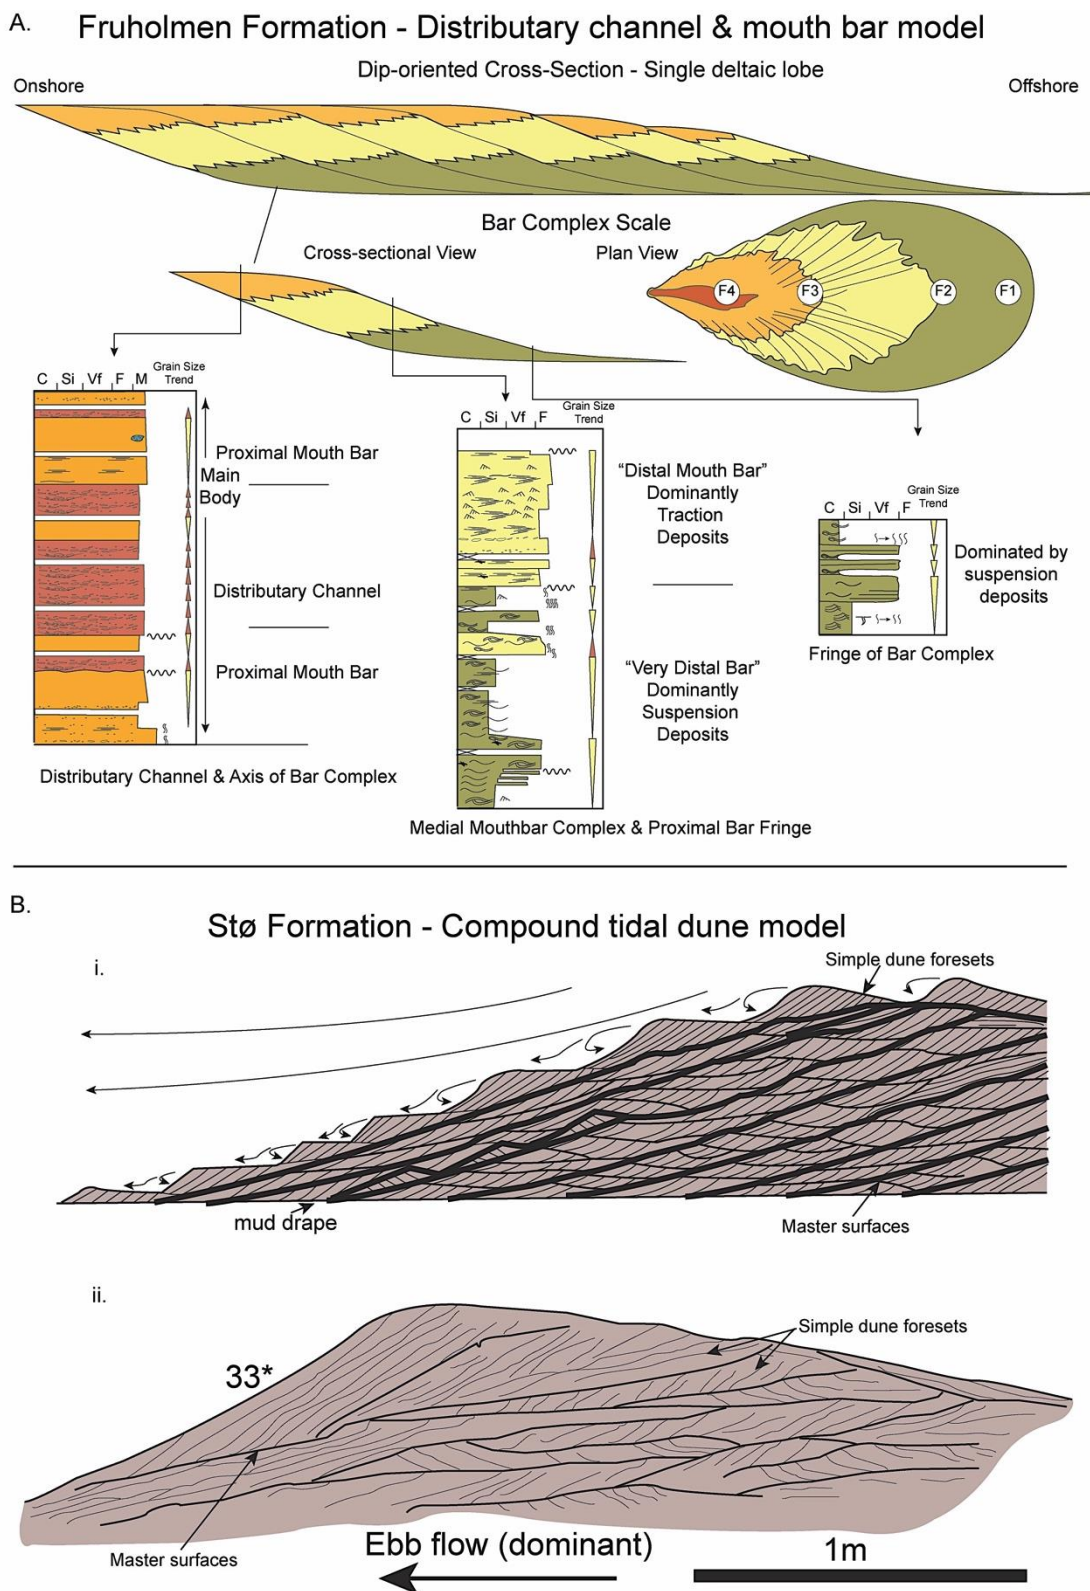 A.
Fruholmen Formation - Distributary channel & mouth bar model
Dip-oriented Cross-Section - Single deltaic lobe
Onshore
Offshore
Bar Complex Scale
Cross-sectional View
Plan View
F4
F3
F2
F1
C Si Vf F M
Grain Size
Trend
Proximal Mouth Bar
Main
Body
Distributary Channel
Proximal Mouth Bar
Distributary Channel & Axis of Bar Complex
C Si Vf F
Grain Size
Trend
“Distal Mouth Bar”
Dominantly
Traction
Deposits
“Very Distal Bar”
Dominantly
Suspension
Deposits
Medial Mouthbar Complex & Proximal Bar Fringe
C Si Vf F
Grain Size
Trend
Dominated by
suspension
deposits
Fringe of Bar Complex
B.
Stø Formation - Compound tidal dune model
i.
Simple dune foresets
mud drape
Master surfaces
ii.
Simple dune foresets
33*
Master surfaces
Ebb flow (dominant)
1m